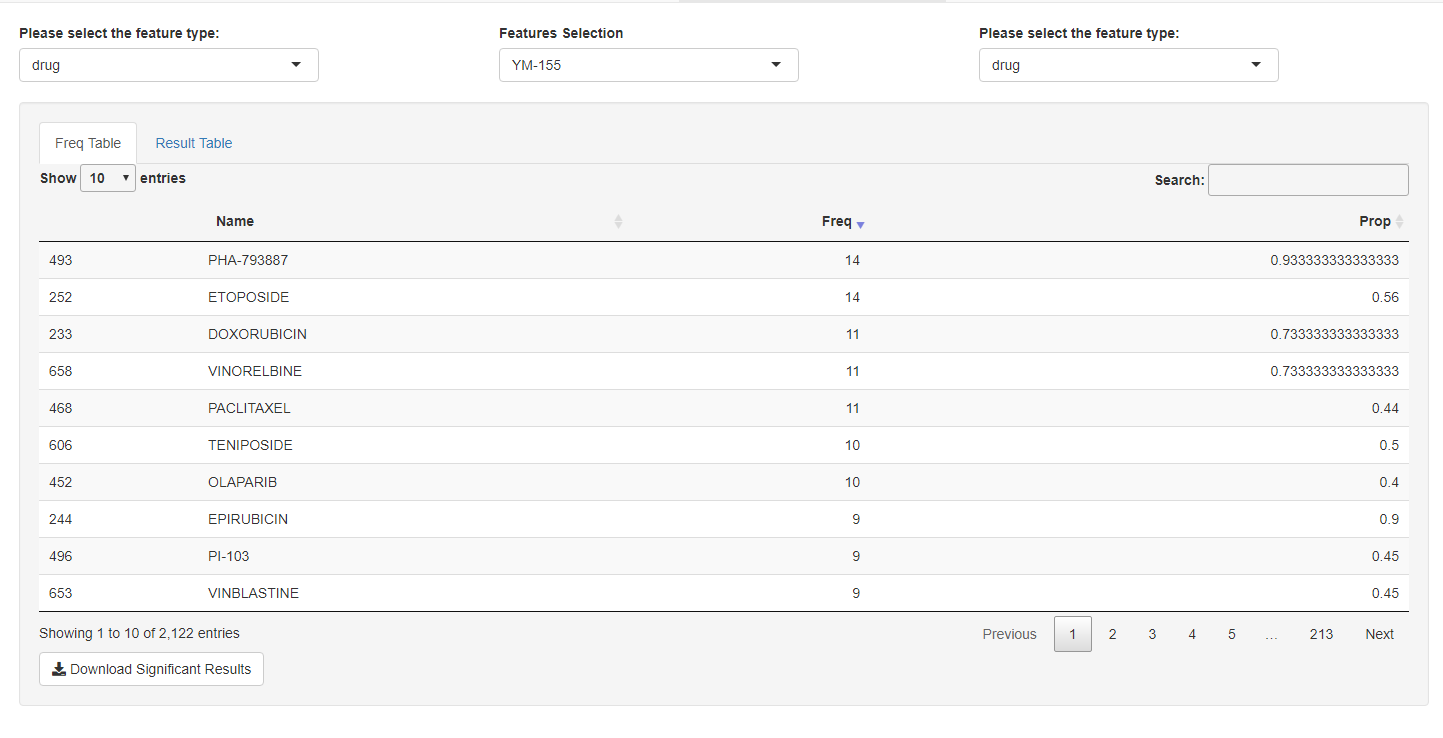 Please select the feature type: Features Selection Please select the feature type:
drug YM-155 drug
Freq Table Result Table
Show 10 entries Search:
Name Freq Prop
493 PHA-793887 14 0.933333333333333
252 ETOPOSIDE 14 0.56
233 DOXORUBICIN 11 0.733333333333333
658 VINORELBINE 11 0.733333333333333
468 PACLITAXEL 11 0.44
606 TENIPOSIDE 10 0.5
452 OLAPARIB 10 0.4
244 EPIRUBICIN 9 0.9
496 PI-103 9 0.45
653 VINBLASTINE 9 0.45
Showing 1 to 10 of 2,122 entries Previous 1 2 3 4 5 … 213 Next
Download Significant Results